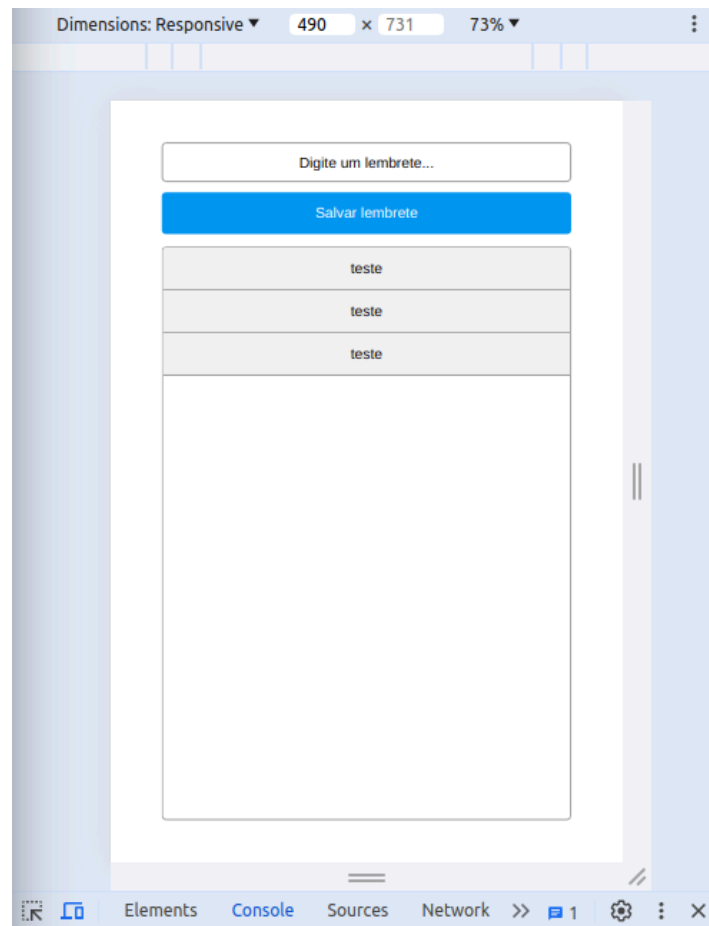 Dimensions: Responsive ▼ 490 × 731 73% ▼
Digite um lembrete...
Salvar lembrete
teste
teste
teste
Elements Console Sources Network >> 1